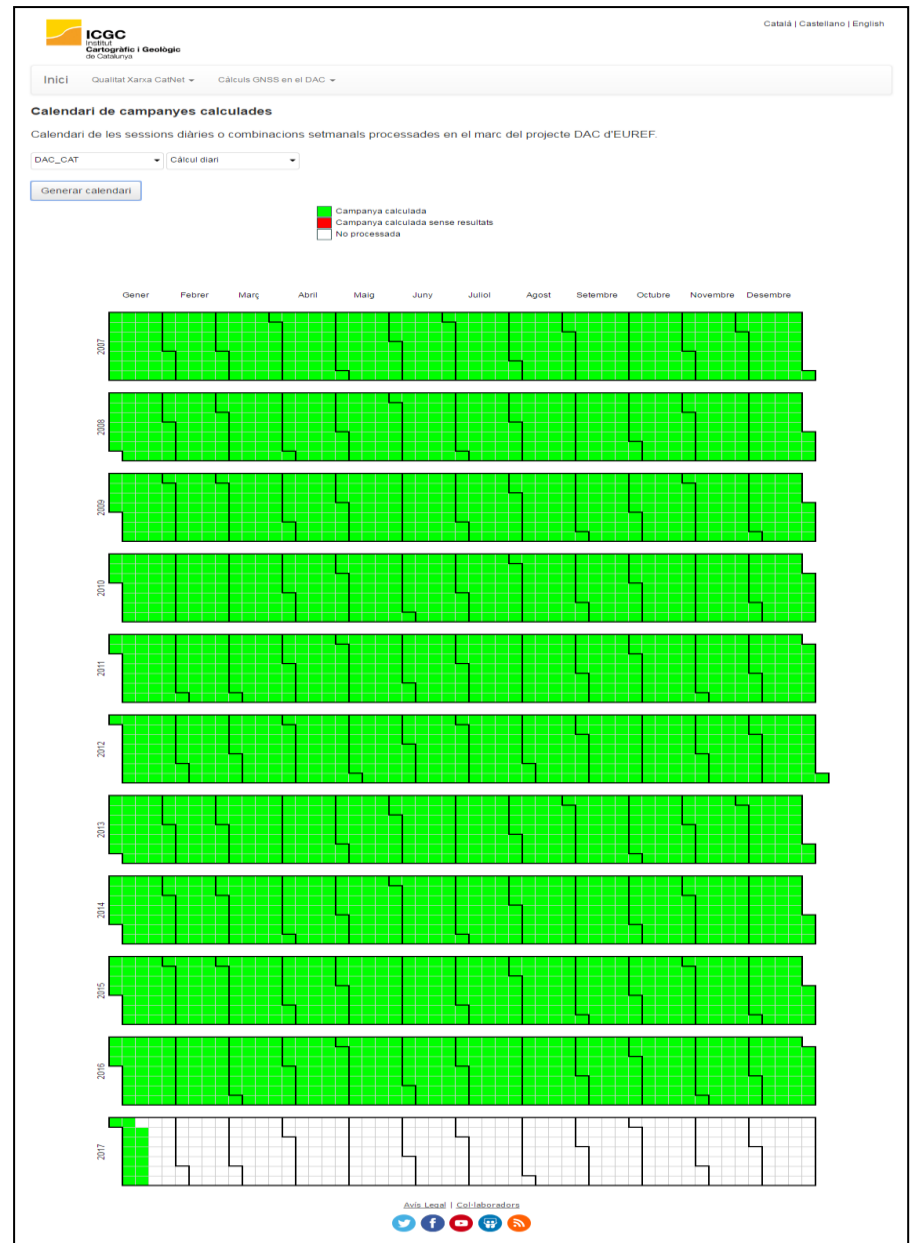 Català | Castellano | English
ICGC
Institut
Cartogràfic i Geològic
de Catalunya
Inici Qualitat Xarxa CatNet Càlculs GNSS en el DAC
Calendari de campanyes calculades
Calendari de les sessions diàries o combinacions setmanals processades en el marc del projecte DAC d'EUREF.
DAC_CAT Càlcul diari
Generar calendari
Campanya calculada
Campanya calculada sense resultats
No processada
Gener Febrer Març Abril Maig Juny Juliol Agost Setembre Octubre Novembre Desembre
2007
2008
2009
2010
2011
2012
2013
2014
2015
2016
2017
Avís Legal | Col·laboradors